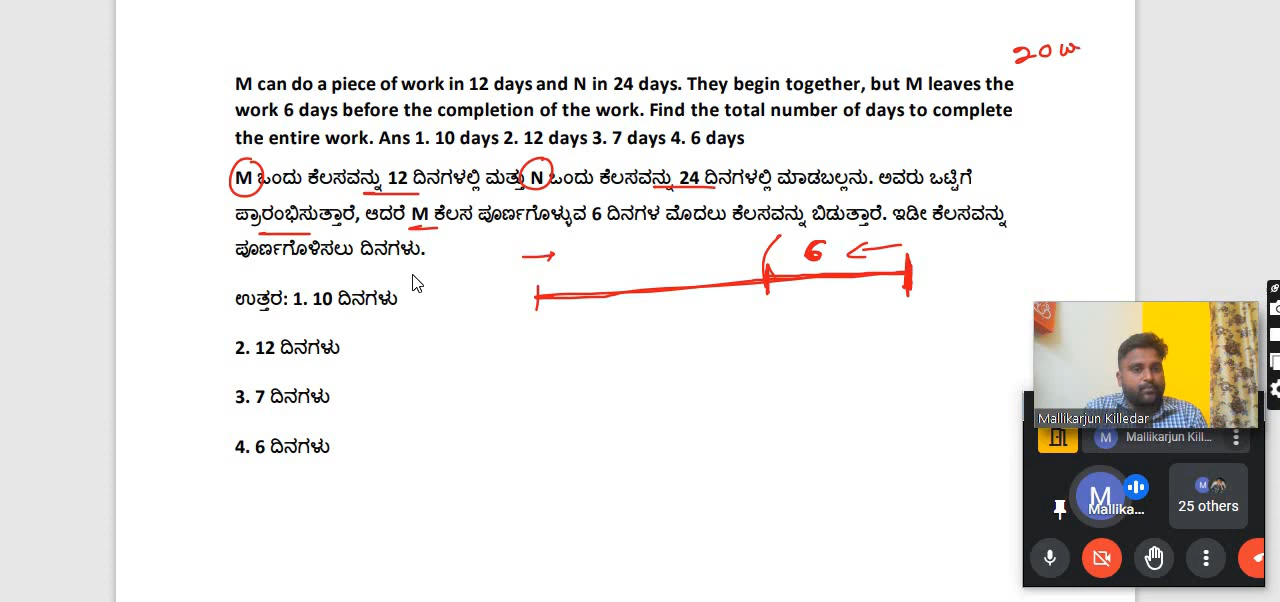 20 w
M can do a piece of work in 12 days and N in 24 days. They begin together, but M leaves the
work 6 days before the completion of the work. Find the total number of days to complete
the entire work. Ans 1. 10 days 2. 12 days 3. 7 days 4. 6 days
M ಒಂದು ಕೆಲಸವನ್ನು 12 ದಿನಗಳಲ್ಲಿ ಮತ್ತು N ಒಂದು ಕೆಲಸವನ್ನು 24 ದಿನಗಳಲ್ಲಿ ಮಾಡಬಲ್ಲನು. ಅವರು ಒಟ್ಟಿಗೆ
ಪ್ರಾರಂಭಿಸುತ್ತಾರೆ, ಆದರೆ M ಕೆಲಸ ಪೂರ್ಣಗೊಳ್ಳುವ 6 ದಿನಗಳ ಮೊದಲು ಕೆಲಸವನ್ನು ಬಿಡುತ್ತಾರೆ. ಇಡೀ ಕೆಲಸವನ್ನು
ಪೂರ್ಣಗೊಳಿಸಲು ದಿನಗಳು.
6
ಉತ್ತರ: 1. 10 ದಿನಗಳು
2. 12 ದಿನಗಳು
3. 7 ದಿನಗಳು
4. 6 ದಿನಗಳು
Mallikarjun Killedar
M Mallikarjun Kill...
M
M
Mallika...
25 others